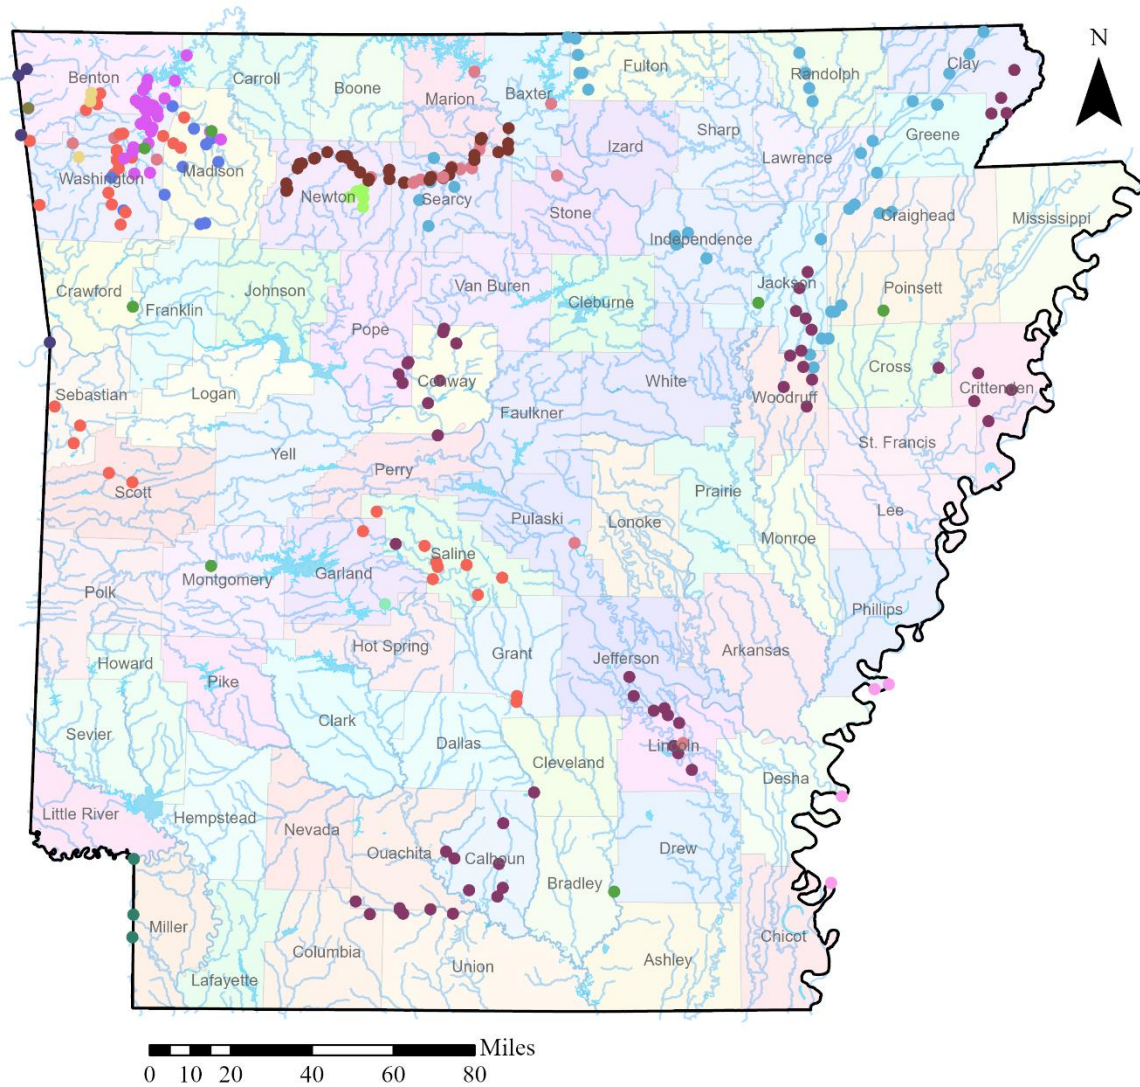 N
Benton
Carroll
Boone
Marion
Baxter
Fulton
Randolph
Clay
Sharp
Greene
Izard
Lawrence
Washington
Madison
Newton
Searcy
Stone
Independence
Craighead
Mississippi
Crawford
Franklin
Johnson
Van Buren
Cleburne
Jackson
Poinsett
Pope
Conway
White
Cross
Crittenden
Sebastian
Logan
Faulkner
Woodruff
St. Francis
Yell
Perry
Prairie
Scott
Pulaski
Lonoke
Lee
Monroe
Saline
Garland
Montgomery
Polk
Phillips
Hot Spring
Grant
Jefferson
Arkansas
Howard
Pike
Clark
Sevier
Dallas
Lincoln
Cleveland
Desha
Little River
Hempstead
Nevada
Ouachita
Calhoun
Drew
Bradley
Miller
Columbia
Union
Ashley
Chicot
Lafayette
Miles
0 10 20 40 60 80